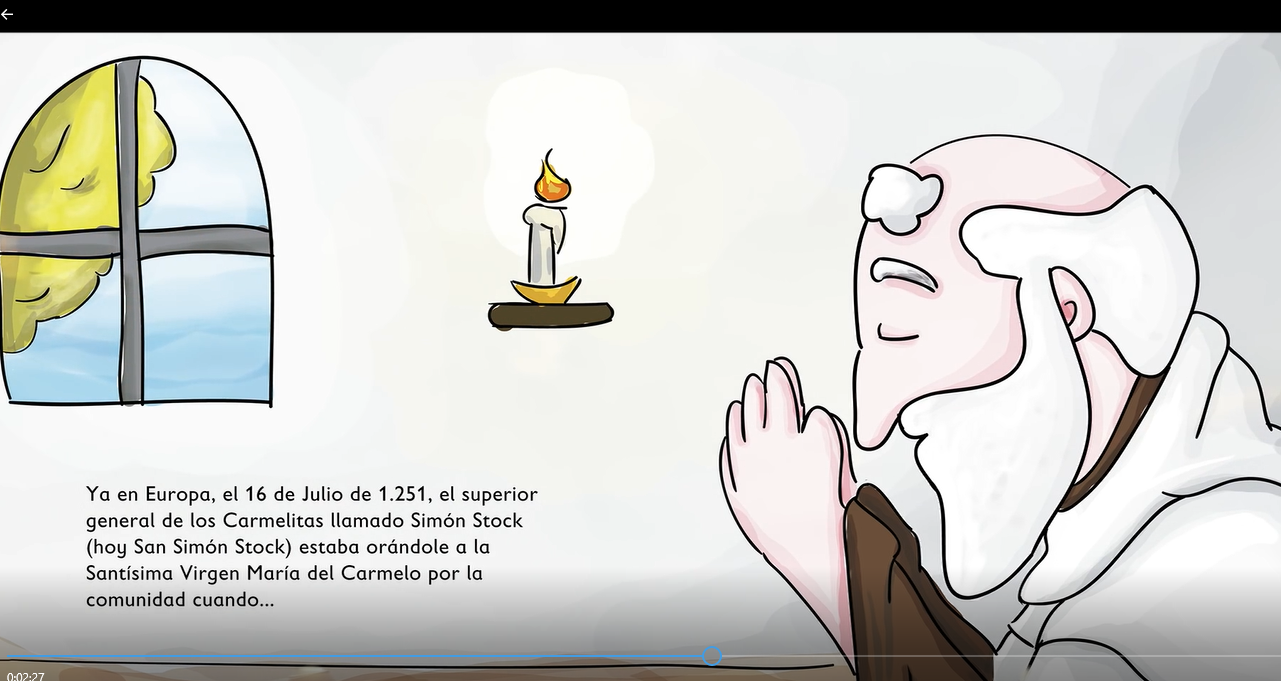 Ya en Europa, el 16 de Julio de 1.251, el superior
general de los Carmelitas llamado Simón Stock
(hoy San Simón Stock) estaba orándole a la
Santísima Virgen María del Carmelo por la
comunidad cuando...
0:02:27